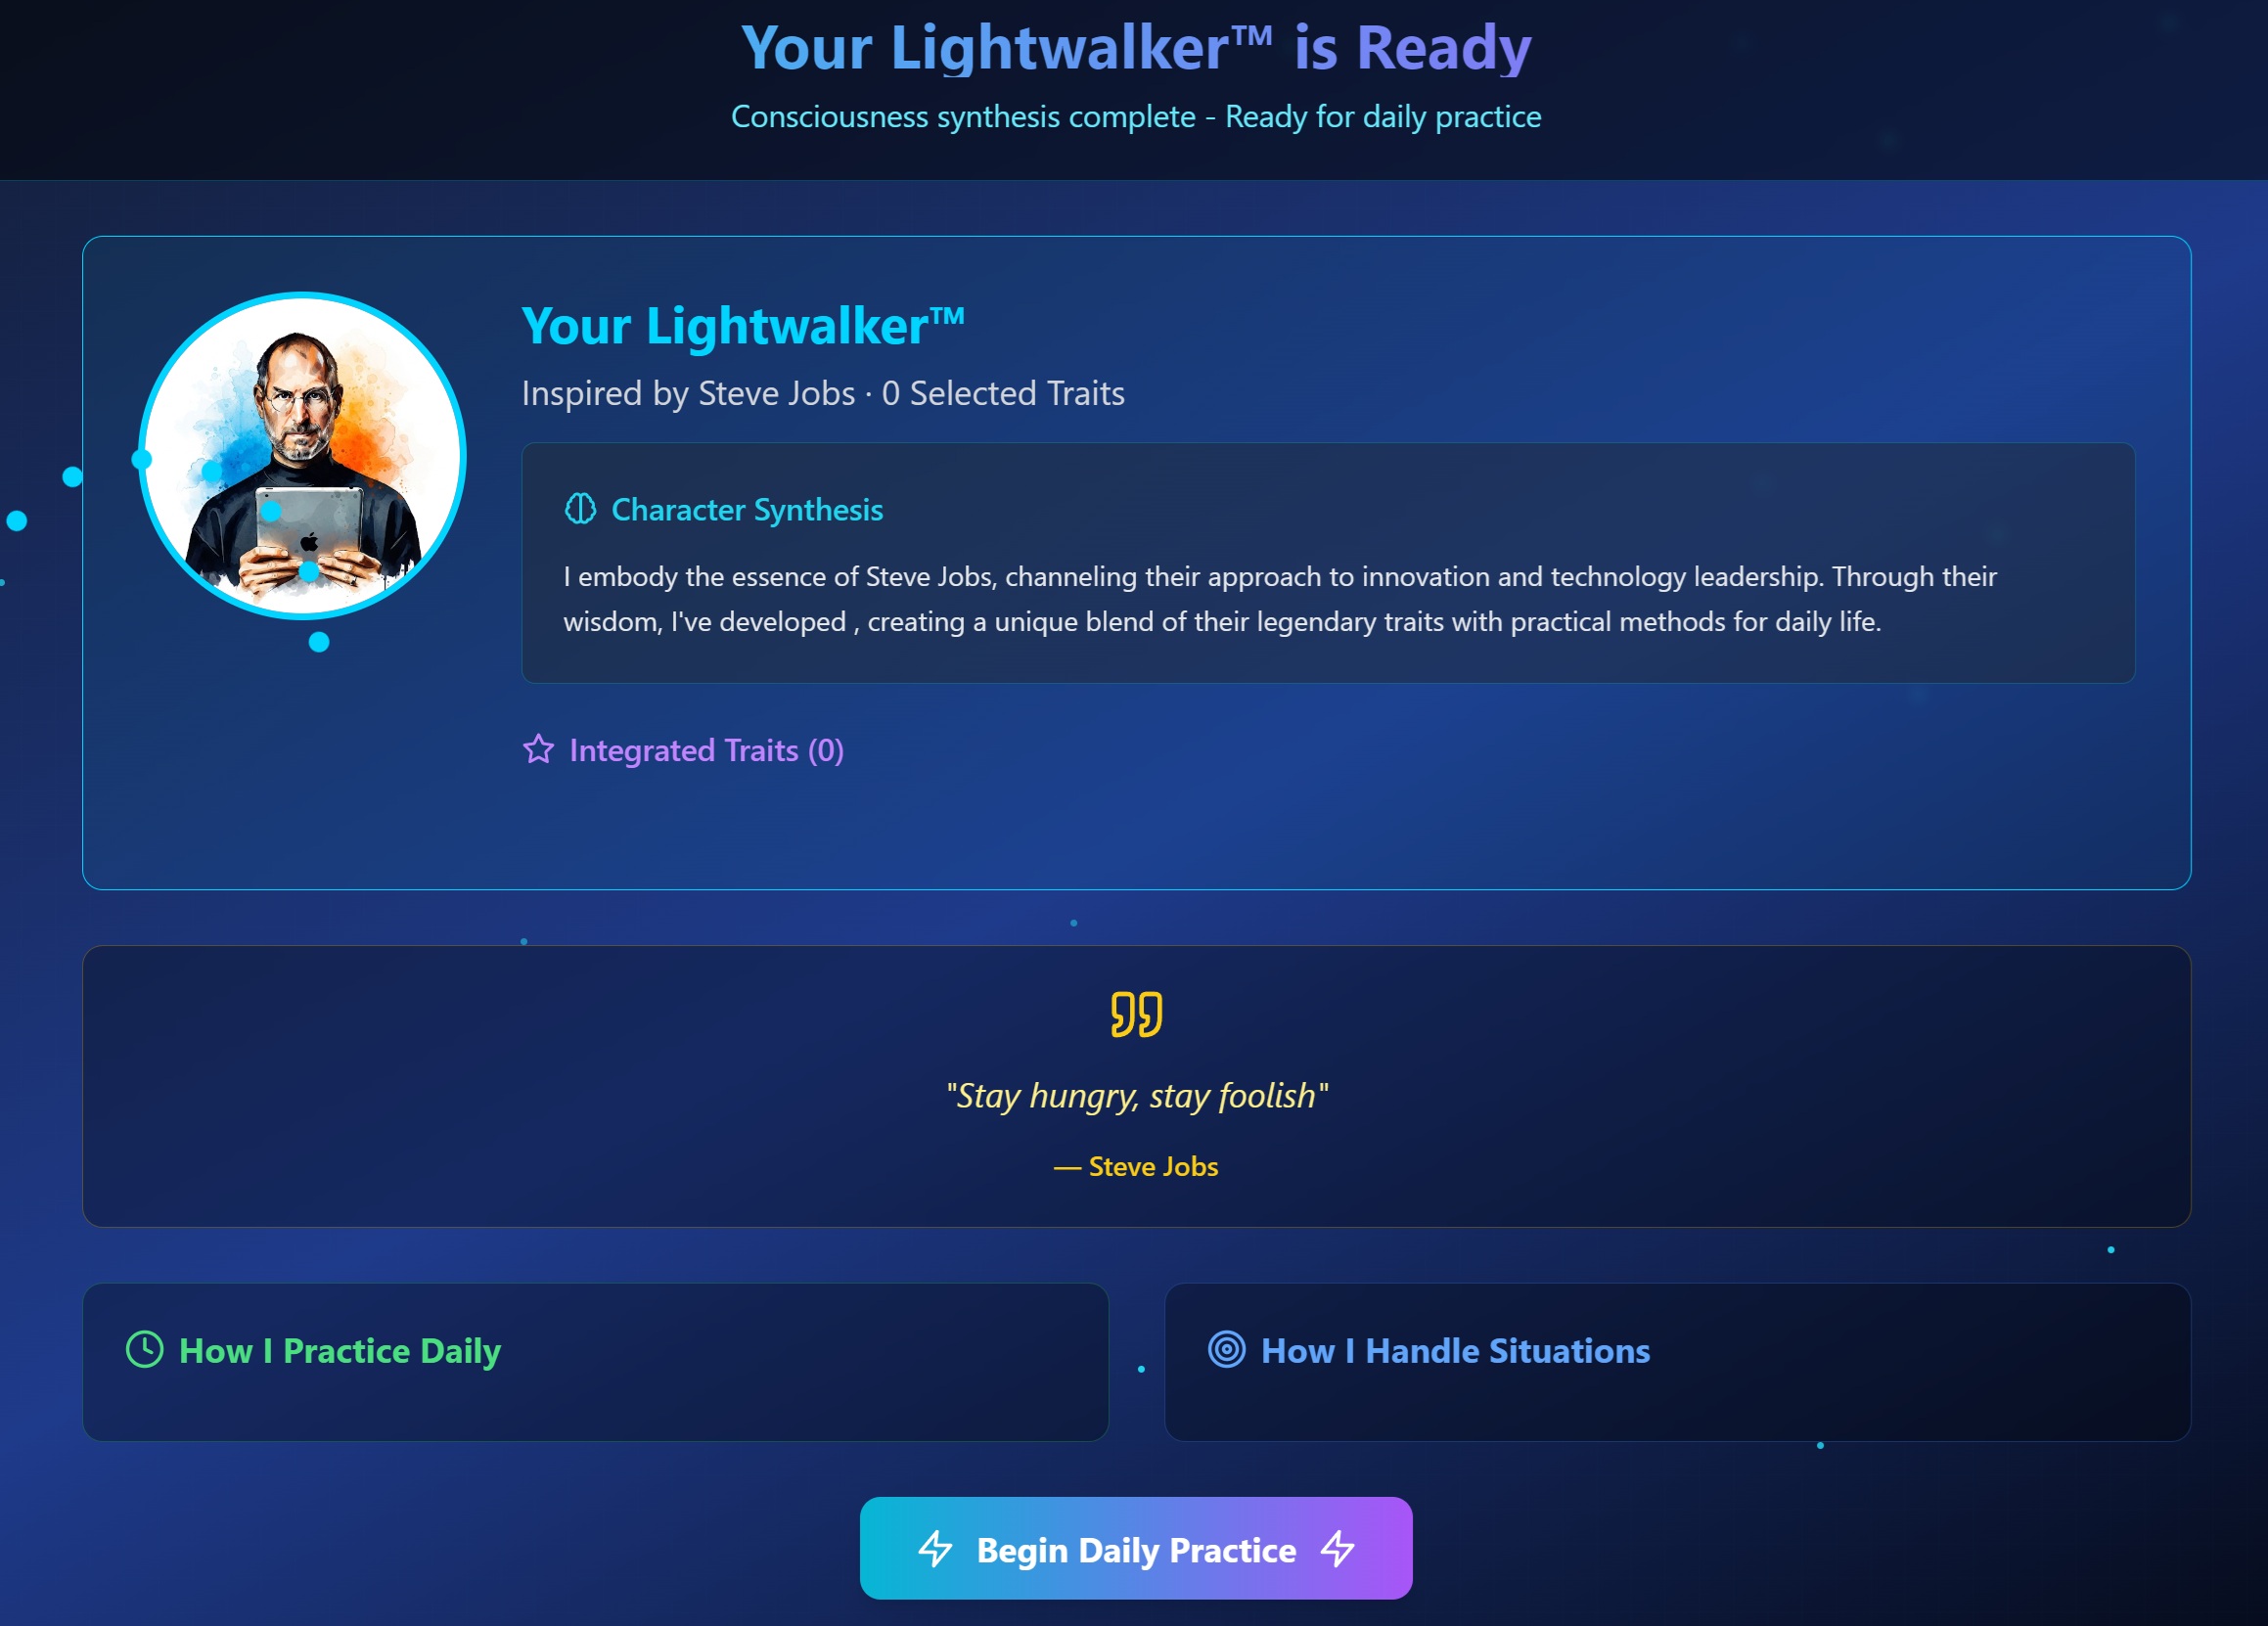 Your Lightwalker™ is Ready
Consciousness synthesis complete - Ready for daily practice
Your Lightwalker™
Inspired by Steve Jobs · 0 Selected Traits
Character Synthesis
I embody the essence of Steve Jobs, channeling their approach to innovation and technology leadership. Through their
wisdom, I've developed , creating a unique blend of their legendary traits with practical methods for daily life.
Integrated Traits (0)
"Stay hungry, stay foolish"
— Steve Jobs
How I Practice Daily
How I Handle Situations
Begin Daily Practice